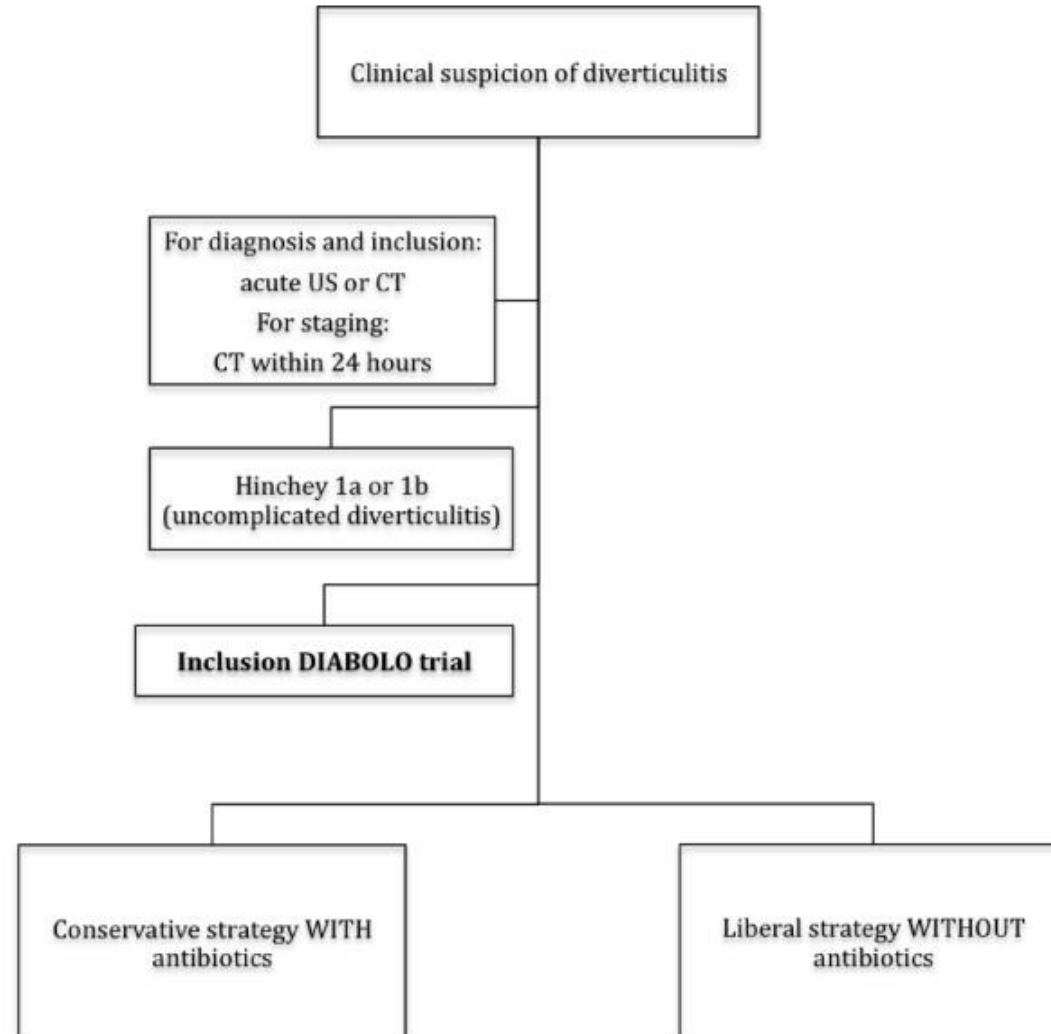 Clinical suspicion of diverticulitis
For diagnosis and inclusion:
acute US or CT
For staging:
CT within 24 hours
Hinchey 1a or 1b
(uncomplicated diverticulitis)
Inclusion DIABOLO trial
Conservative strategy WITH
antibiotics
Liberal strategy WITHOUT
antibiotics